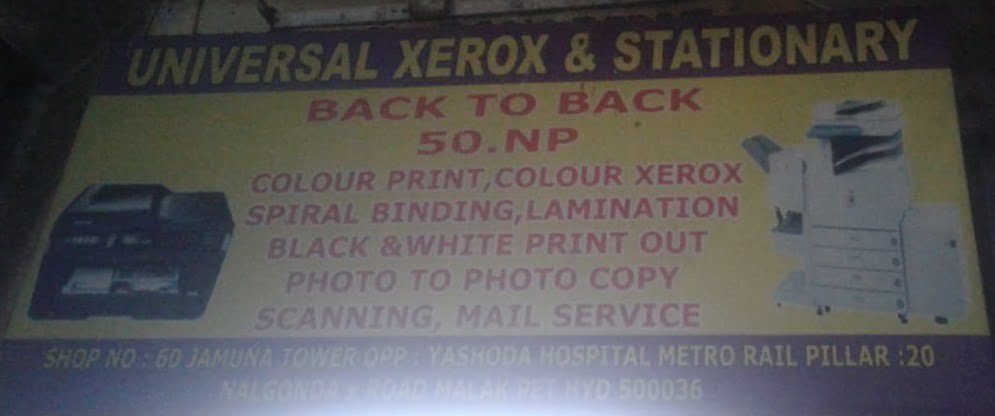 UNIVERSAL XEROX & STATIONARY
BACK TO BACK
50.NP
COLOUR PRINT,COLOUR XEROX
SPIRAL BINDING,LAMINATION
BLACK &WHITE PRINT OUT
PHOTO TO PHOTO COPY
SCANNING, MAIL SERVICE
SHOP NO : 6D JAMUNA TOWER OPP : YASHODA HOSPITAL METRO RAIL PILLAR :20
NALGONDA x ROAD MALAK PET HYD 500036